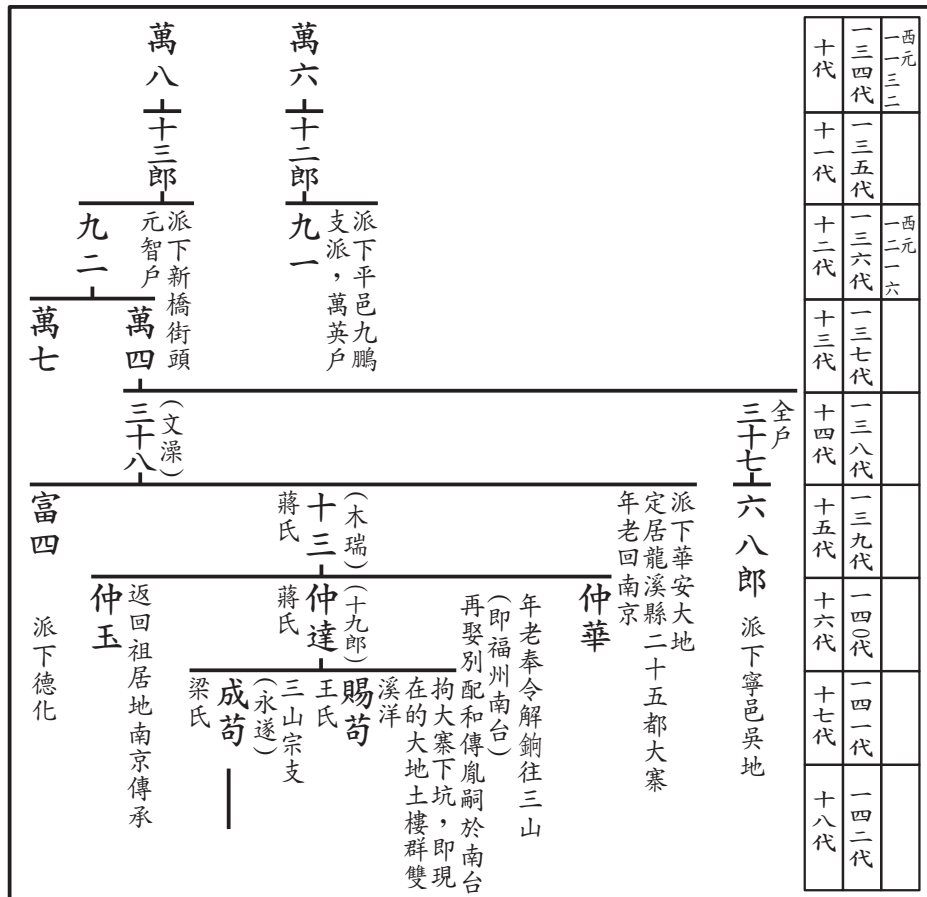 西元
一一三二
西元
一二一六
一三四代
一三五代
一三六代
一三七代
一三八代
一三九代
一四〇代
一四一代
一四二代
十代
十一代
十二代
十三代
十四代
十五代
十六代
十七代
十八代
萬六
十二郎
九一
派下平邑九鵬
支派，萬英戶
萬八
十三郎
派下新橋街頭
元智戶
九二
萬四
萬七
全戶
三十七
(文澡)
三十八
六八郎
派下寧邑吳地
派下華安大地
定居龍溪縣二十五都大寨
年老回南京
(木瑞)
十三
蔣氏
富四
派下德化
仲華
年老奉令解餉往三山
(即福州南台)
再娶別配和傳胤嗣於南台
(十九郎)
仲達
蔣氏
仲玉
返回祖居地南京傳承
拘大寨下坑，即現
在的大地土樓群雙
溪洋
賜苟
王氏
三山宗支
(永遂)
成苟
梁氏